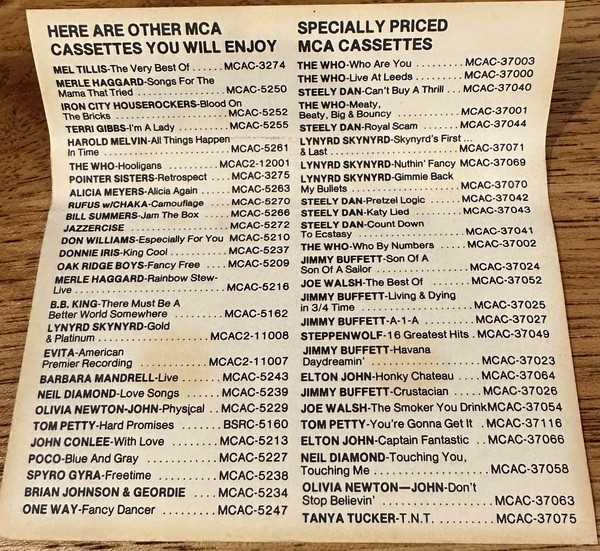 HERE ARE OTHER MCA
CASSETTES YOU WILL ENJOY
MEL TILLIS-The Very Best Of ..... MCAC-3274
MERLE HAGGARD-Songs For The
Mama That Tried ............... MCAC-5250
IRON CITY HOUSEROCKERS-Blood On
The Bricks .................... MCAC-5252
TERRI GIBBS-I'm A Lady ......... MCAC-5255
HAROLD MELVIN-All Things Happen
In Time ....................... MCAC-5261
THE WHO-Hooligans ........... MCAC2-12001
POINTER SISTERS-Retrospect .. MCAC-3275
ALICIA MEYERS-Alicia Again ..... MCAC-5263
RUFUS w/CHAKA-Camouflage .... MCAC-5270
BILL SUMMERS-Jam The Box ..... MCAC-5266
JAZZERCISE ..................... MCAC-5272
DON WILLIAMS-Especially For You MCAC-5210
DONNIE IRIS-King Cool .......... MCAC-5237
OAK RIDGE BOYS-Fancy Free .... MCAC-5209
MERLE HAGGARD-Rainbow Stew-
Live ........................... MCAC-5216
B.B. KING-There Must Be A
Better World Somewhere ........ MCAC-5162
LYNYRD SKYNYRD-Gold
& Platinum ................... MCAC2-11008
EVITA-American
Premier Recording ............ MCAC2-11007
BARBARA MANDRELL-Live ....... MCAC-5243
NEIL DIAMOND-Love Songs ...... MCAC-5239
OLIVIA NEWTON-JOHN-Physical .. MCAC-5229
TOM PETTY-Hard Promises ...... BSRC-5160
JOHN CONLEE-With Love ........ MCAC-5213
POCO-Blue And Gray ............ MCAC-5227
SPYRO GYRA-Freetime .......... MCAC-5238
BRIAN JOHNSON & GEORDIE .... MCAC-5234
ONE WAY-Fancy Dancer ......... MCAC-5247
SPECIALLY PRICED
MCA CASSETTES
THE WHO-Who Are You ........ MCAC-37003
THE WHO-Live At Leeds ........ MCAC-37000
STEELY DAN-Can't Buy A Thrill ... MCAC-37040
THE WHO-Meaty,
Beaty, Big & Bouncy ........... MCAC-37001
STEELY DAN-Royal Scam ....... MCAC-37044
LYNYRD SKYNYRD-Skynyrd's First ...
& Last ........................ MCAC-37071
LYNYRD SKYNYRD-Nuthin' Fancy MCAC-37069
LYNYRD SKYNYRD-Gimmie Back
My Bullets .................... MCAC-37070
STEELY DAN-Pretzel Logic ...... MCAC-37042
STEELY DAN-Katy Lied ......... MCAC-37043
STEELY DAN-Count Down
To Ecstasy .................... MCAC-37041
THE WHO-Who By Numbers ..... MCAC-37002
JIMMY BUFFETT-Son Of A
Son Of A Sailor ................ MCAC-37024
JOE WALSH-The Best Of ........ MCAC-37052
JIMMY BUFFETT-Living & Dying
in 3/4 Time .................... MCAC-37025
JIMMY BUFFETT-A-1-A ......... MCAC-37027
STEPPENWOLF-16 Greatest Hits . MCAC-37049
JIMMY BUFFETT-Havana
Daydreamin' ................... MCAC-37023
ELTON JOHN-Honky Chateau .... MCAC-37064
JIMMY BUFFETT-Crustacian ..... MCAC-37026
JOE WALSH-The Smoker You DrinkMCAC-37054
TOM PETTY-You're Gonna Get It . MCAC-37116
ELTON JOHN-Captain Fantastic .. MCAC-37066
NEIL DIAMOND-Touching You,
Touching Me .................. MCAC-37058
OLIVIA NEWTON—JOHN-Don't
Stop Believin' .................. MCAC-37063
TANYA TUCKER-T.N.T. .......... MCAC-37075